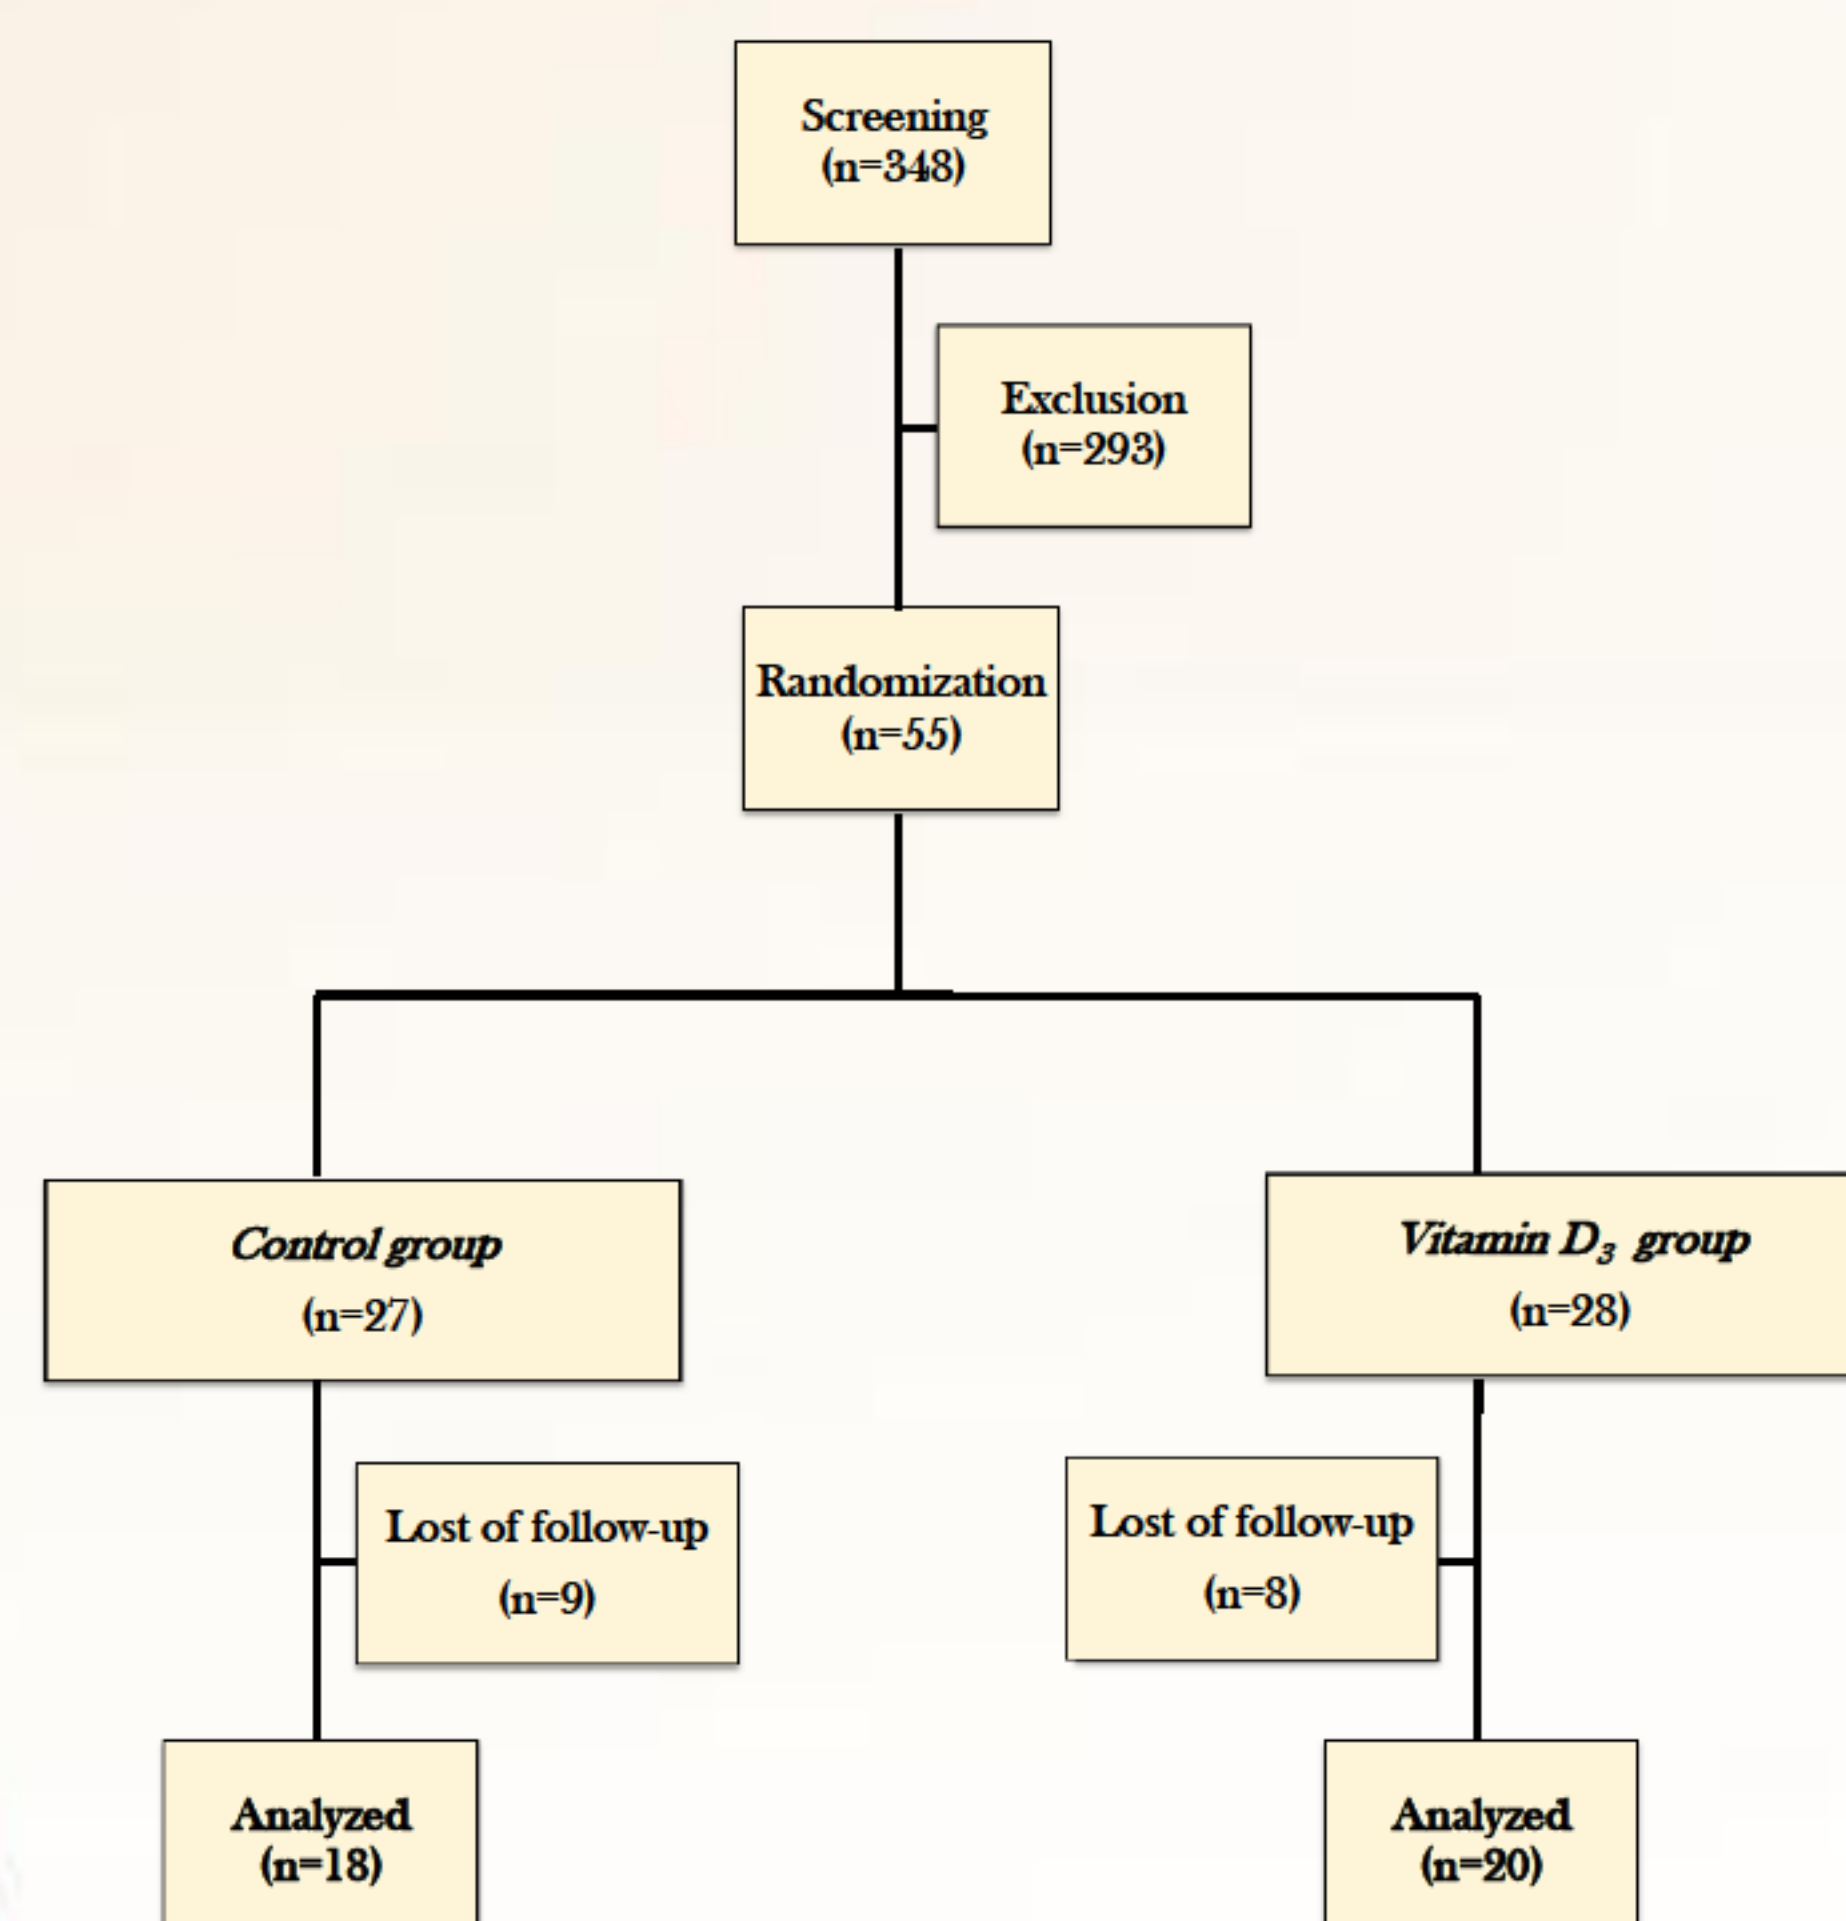 Screening
(n=348)
Exclusion
(n=293)
Randomization
(n=55)
Control group
(n=27)
Vitamin D₃ group
(n=28)
Lost of follow-up
(n=9)
Lost of follow-up
(n=8)
Analyzed
(n=18)
Analyzed
(n=20)